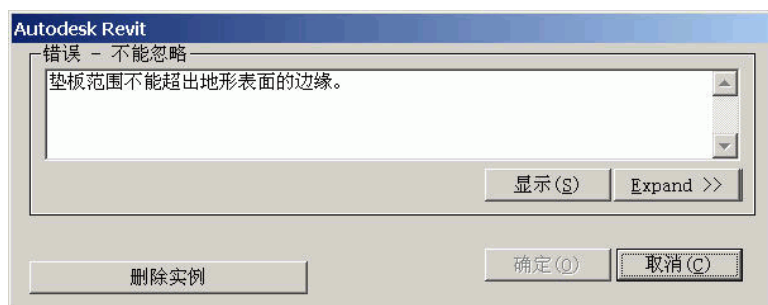 Autodesk Revit
错误 - 不能忽略
垫板范围不能超出地形表面的边缘。
显示(S) Expand >>
删除实例 确定(O) 取消(C)